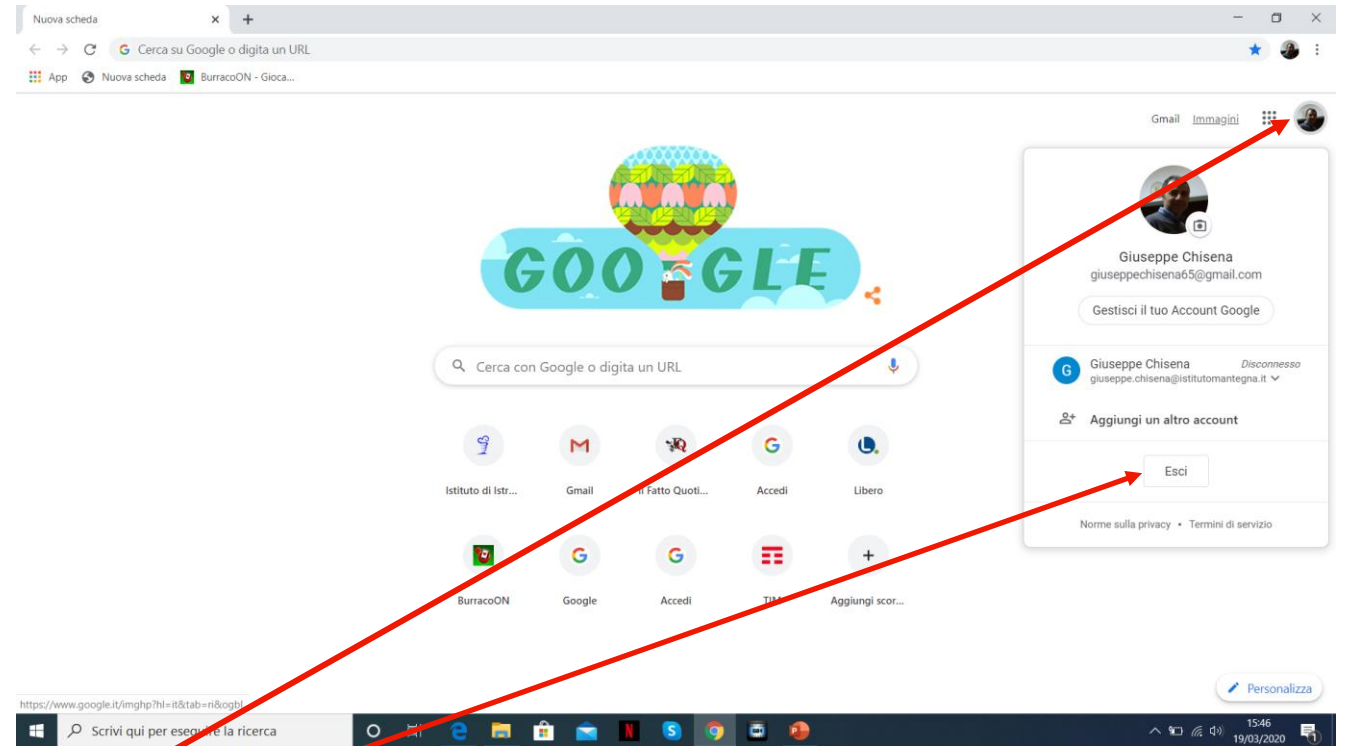 Nuova scheda
Cerca su Google o digita un URL
App Nuova scheda BurracoON - Gioca...
Gmail Immagini
GOOGLE
Giuseppe Chisena
giuseppechisena65@gmail.com
Gestisci il tuo Account Google
Cerca con Google o digita un URL
G Giuseppe Chisena Disconnesso
giuseppe.chisena@istitutomantegna.it
Aggiungi un altro account
Esci
Istituto di Istr... Gmail Il Fatto Quoti... Accedi Libero
Norme sulla privacy • Termini di servizio
BurracoON Google Accedi TIM Aggiungi scor...
Personalizza
https://www.google.it/imghp?hl=it&tab=ri&ogbl
Scrivi qui per eseguire la ricerca
15:46
19/03/2020
1